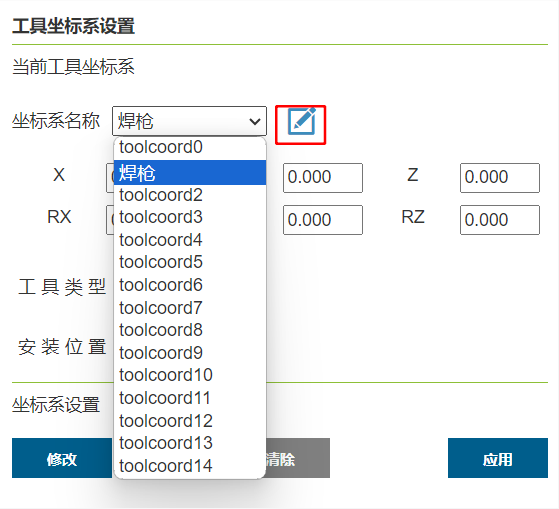 工具坐标系设置
当前工具坐标系
坐标系名称 焊枪
toolcoord0
X 焊枪 0.000 Z 0.000
toolcoord2
RX toolcoord3 0.000 RZ 0.000
toolcoord4
toolcoord5
工具类型 toolcoord6
toolcoord7
toolcoord8
安装位置 toolcoord9
toolcoord10
坐标系设置 toolcoord11
toolcoord12
toolcoord13
修改 清除 应用
toolcoord14